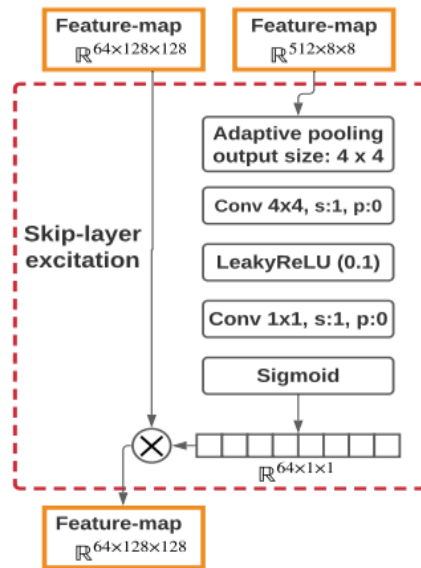 Feature-map
ℝ^64×128×128
Feature-map
ℝ^512×8×8
Adaptive pooling
output size: 4 x 4
Conv 4x4, s:1, p:0
Skip-layer
excitation
LeakyReLU (0.1)
Conv 1x1, s:1, p:0
Sigmoid
ℝ^64×1×1
Feature-map
ℝ^64×128×128